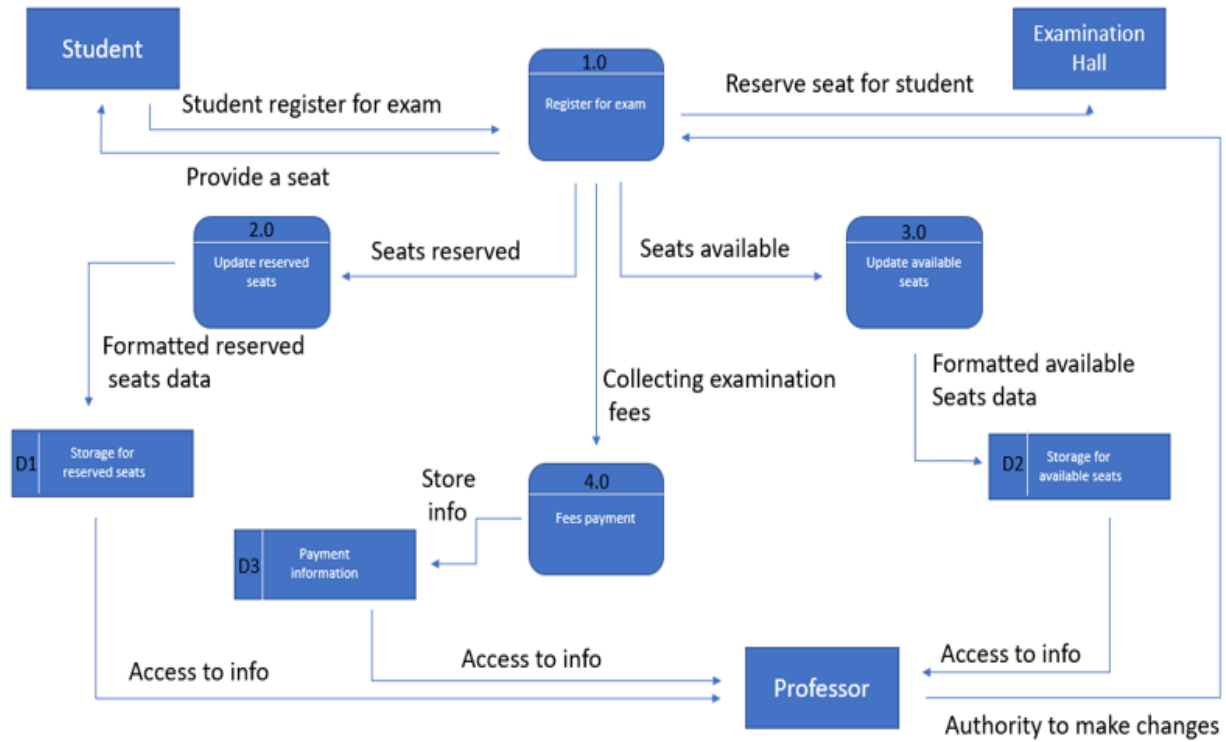 Student
Examination
Hall
1.0
Register for exam
Student register for exam
Reserve seat for student
Provide a seat
2.0
Update reserved
seats
Seats reserved
Seats available
3.0
Update available
seats
Formatted reserved
seats data
Collecting examination
fees
Formatted available
Seats data
D1
Storage for
reserved seats
D2
Storage for
available seats
Store
info
4.0
Fees payment
D3
Payment
information
Access to info
Access to info
Access to info
Professor
Authority to make changes